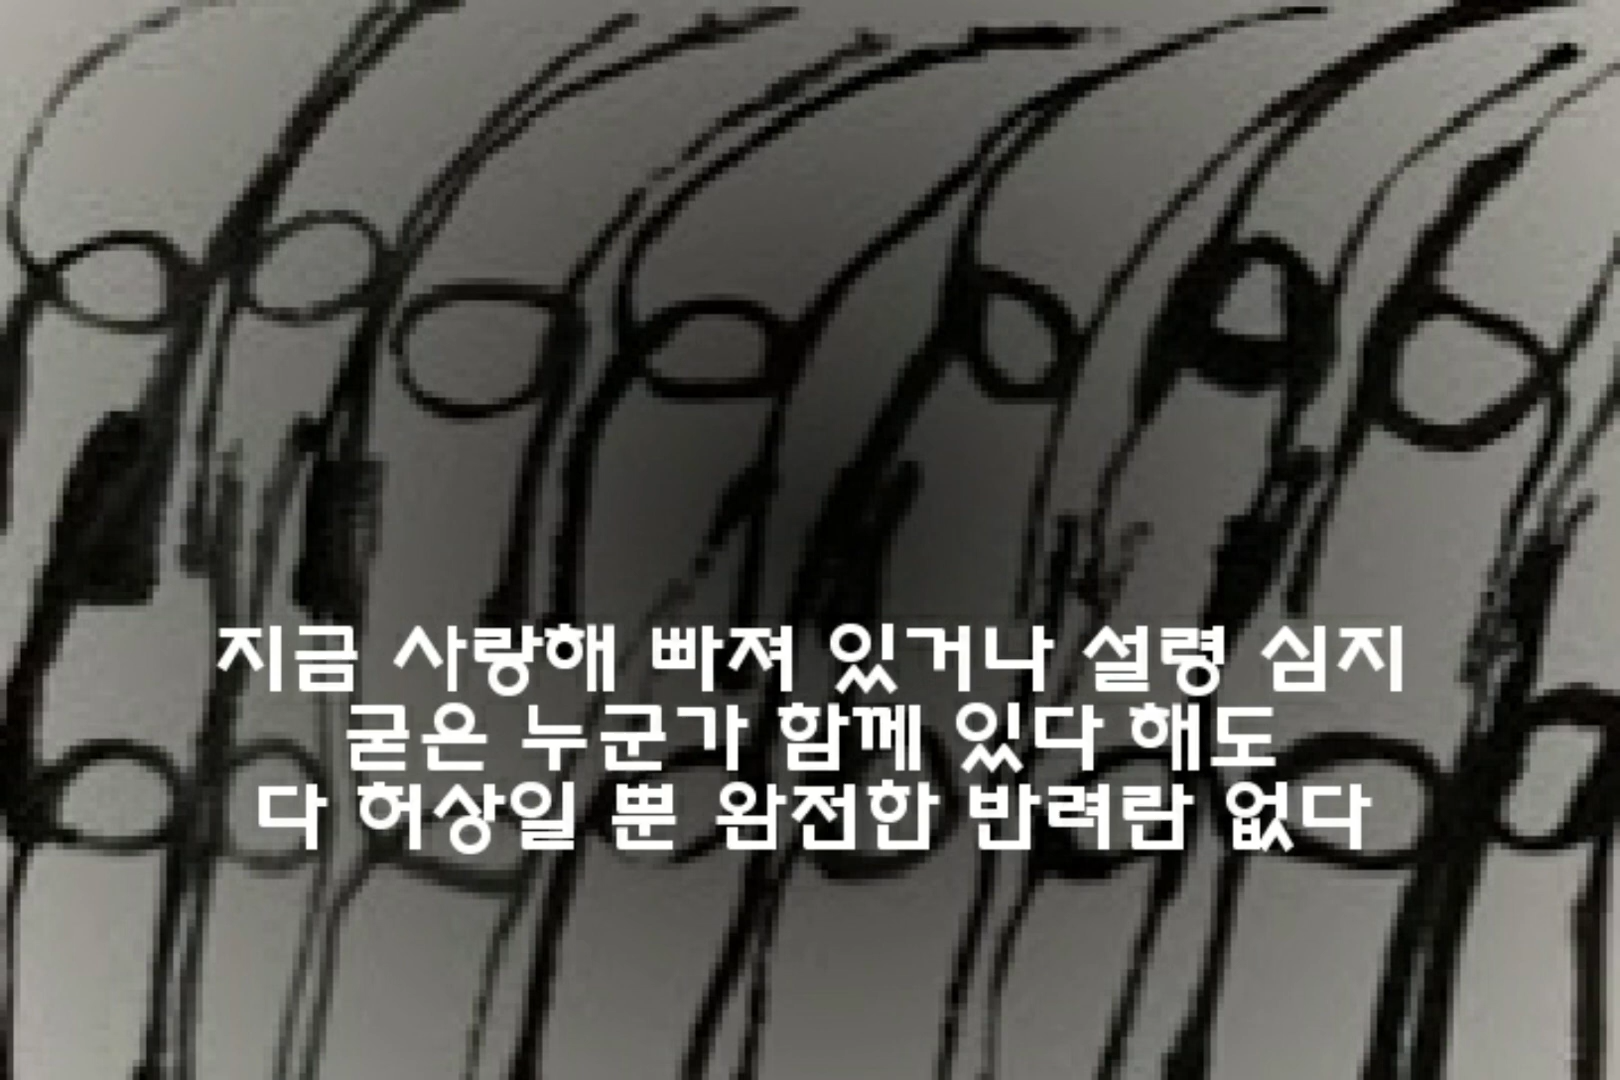 지금 사랑해 빠져 있거나 설령 심지
굳은 누군가 함께 있다 해도
다 허상일 뿐 완전한 반려란 없다